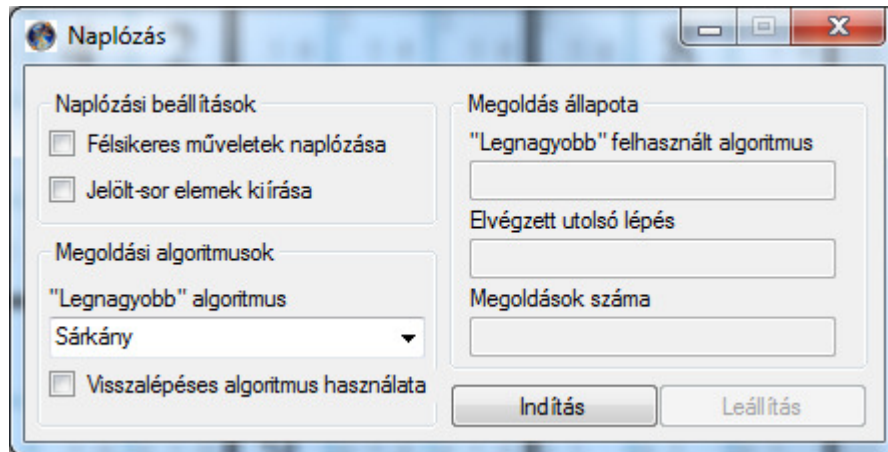 Naplózás
Naplózási beállítások
Félsikeres műveletek naplózása
Jelölt-sor elemek kiírása
Megoldási algoritmusok
"Legnagyobb" algoritmus
Sárkány
Visszalépéses algoritmus használata
Megoldás állapota
"Legnagyobb" felhasznált algoritmus
Elvégzett utolsó lépés
Megoldások száma
Indítás
Leállítás